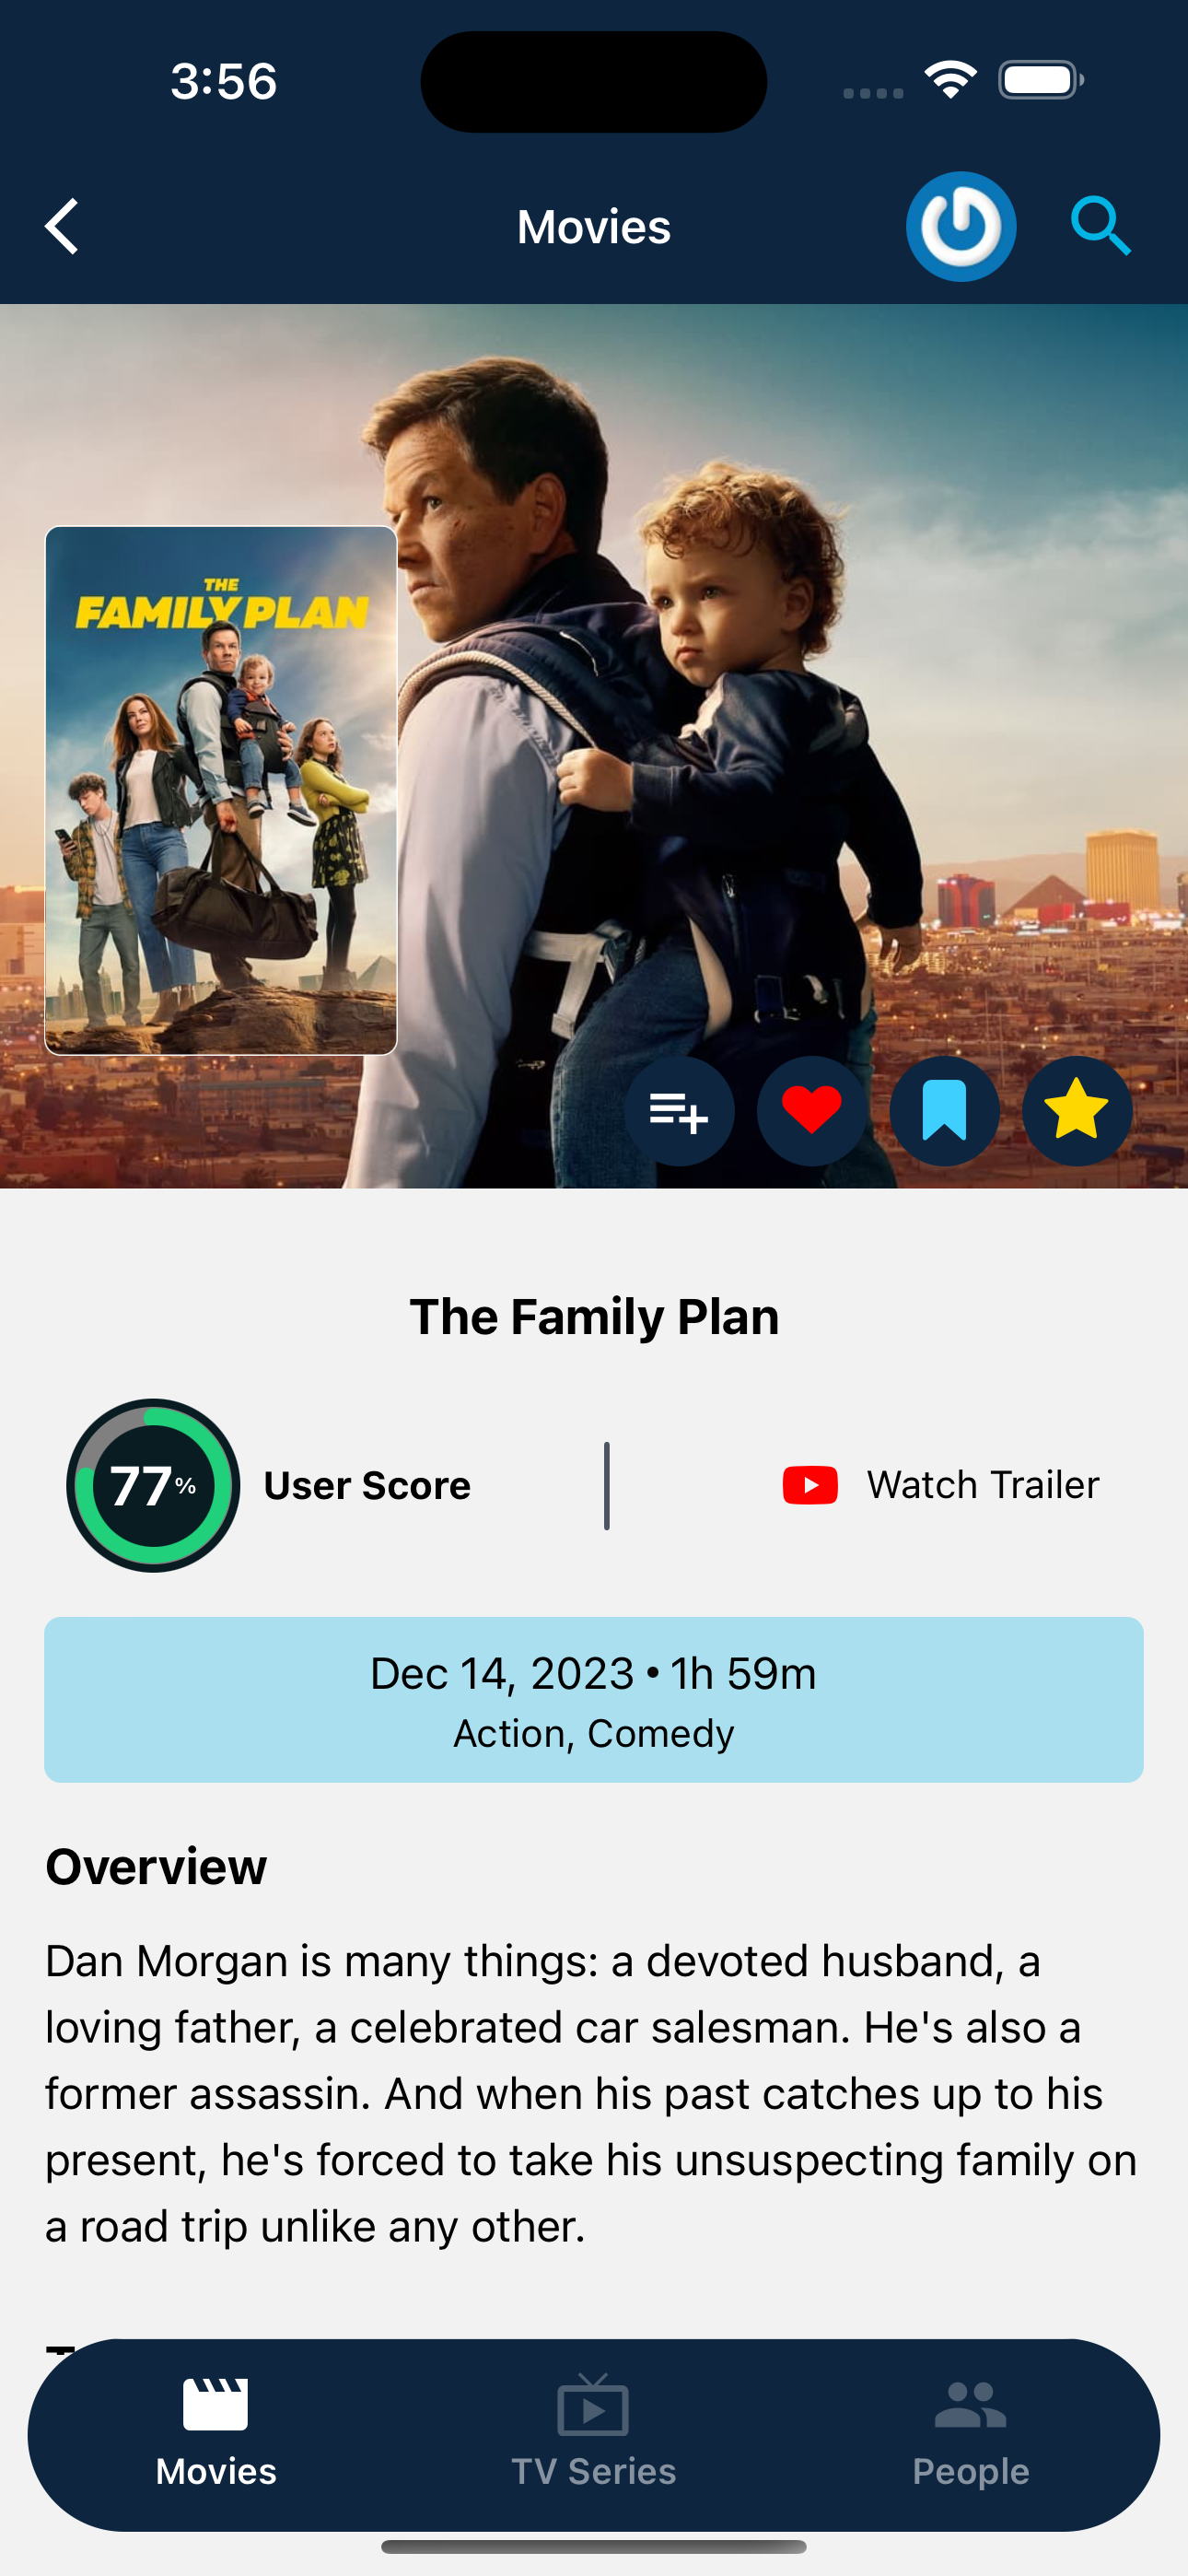 3:56
Movies
THE
FAMILY PLAN
The Family Plan
77%
User Score
Watch Trailer
Dec 14, 2023 • 1h 59m
Action, Comedy
Overview
Dan Morgan is many things: a devoted husband, a
loving father, a celebrated car salesman. He's also a
former assassin. And when his past catches up to his
present, he's forced to take his unsuspecting family on
a road trip unlike any other.
Movies
TV Series
People